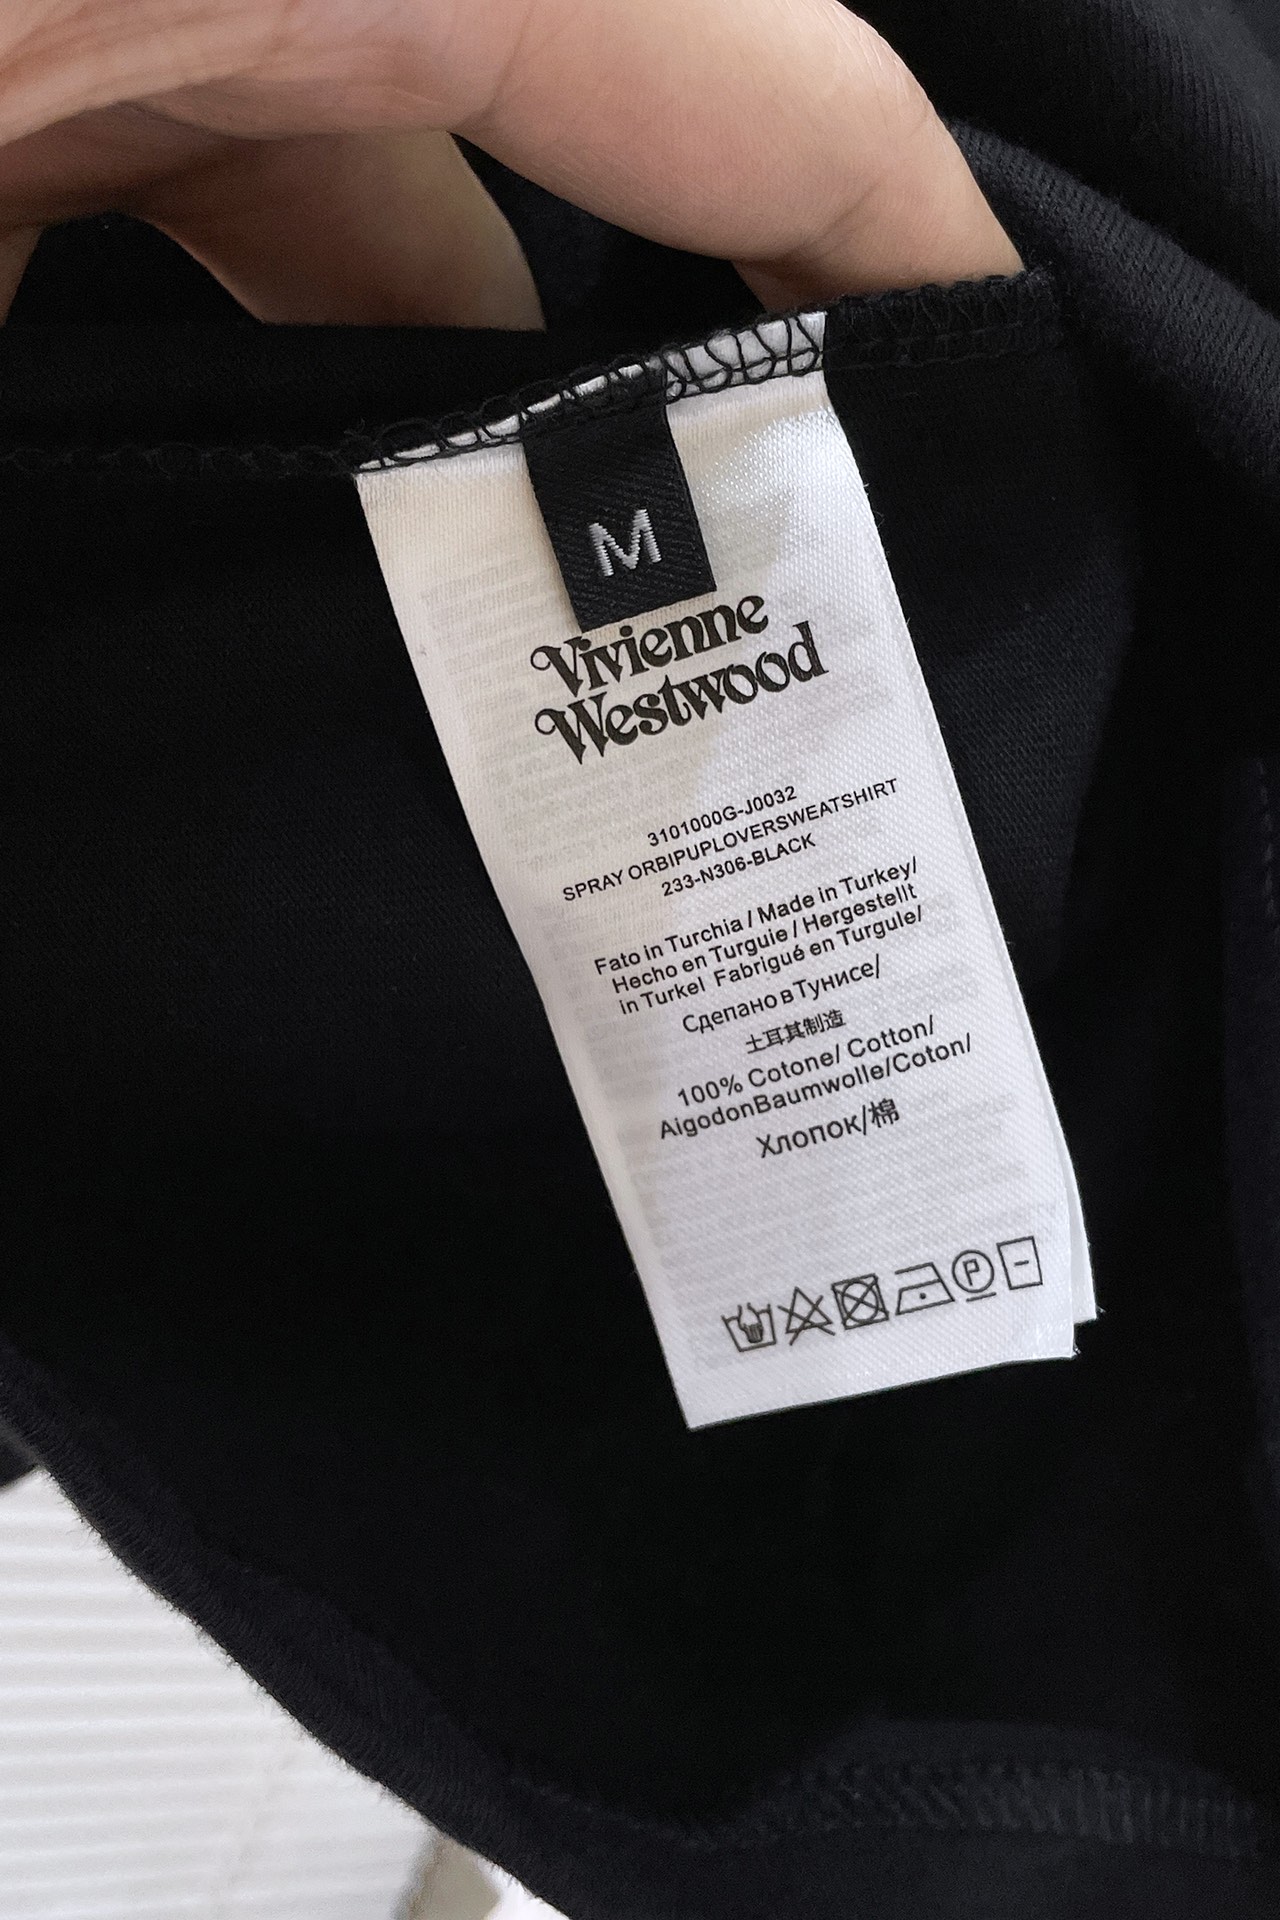 M
Vivienne
Westwood
3101000G-J0032
SPRAY ORBIPUPLOVERSWEATSHIRT
233-N306-BLACK
Fato in Turchia / Made in Turkey/
Hecho en Turguie / Hergestellt
in Turkel Fabrigué en Turgule/
Сделано в Тунисе/
土耳其制造
100% Cotone/ Cotton/
AigodonBaumwolle/Coton/
Хлопок/棉
P